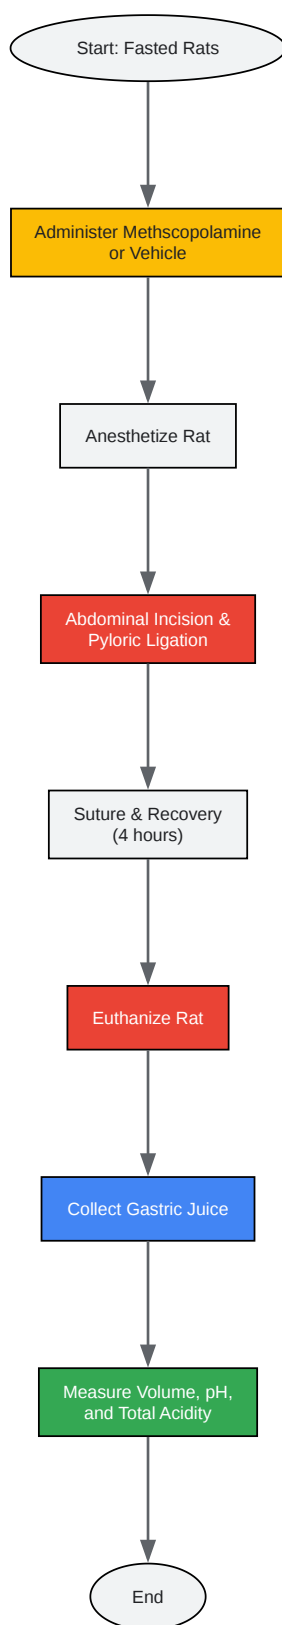 Start: Fasted Rats
Administer Methscopolamine
or Vehicle
Anesthetize Rat
Abdominal Incision &
Pyloric Ligation
Suture & Recovery
(4 hours)
Euthanize Rat
Collect Gastric Juice
Measure Volume, pH,
and Total Acidity
End